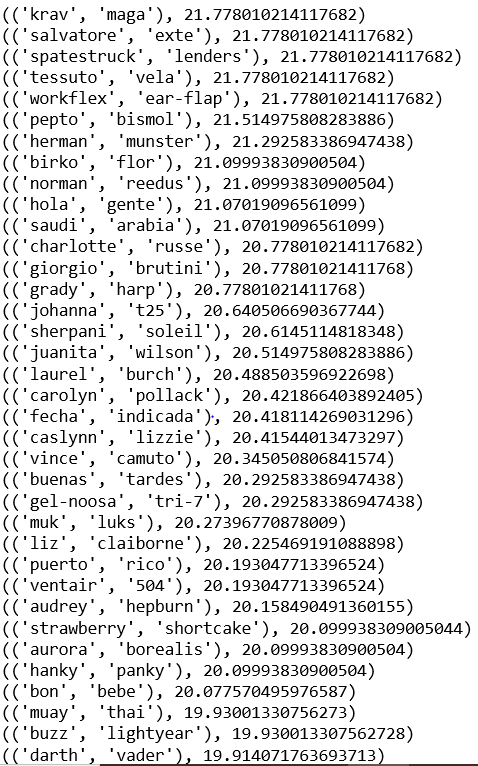 (('krav', 'maga'), 21.778010214117682)
(('salvatore', 'exte'), 21.778010214117682)
(('spatestruck', 'lenders'), 21.778010214117682)
(('tessuto', 'vela'), 21.778010214117682)
(('workflex', 'ear-flap'), 21.778010214117682)
(('pepto', 'bismol'), 21.514975808283886)
(('herman', 'munster'), 21.292583386947438)
(('birko', 'flor'), 21.09993830900504)
(('norman', 'reedus'), 21.09993830900504)
(('hola', 'gente'), 21.07019096561099)
(('saudi', 'arabia'), 21.07019096561099)
(('charlotte', 'russe'), 20.778010214117682)
(('giorgio', 'brutini'), 20.77801021411768)
(('grady', 'harp'), 20.77801021411768)
(('johanna', 't25'), 20.640506690367744)
(('sherpani', 'soleil'), 20.6145114818348)
(('juanita', 'wilson'), 20.514975808283886)
(('laurel', 'burch'), 20.488503596922698)
(('carolyn', 'pollack'), 20.421866403892405)
(('fecha', 'indicada'), 20.418114269031296)
(('caslynn', 'lizzie'), 20.41544013473297)
(('vince', 'camuto'), 20.345050806841574)
(('buenas', 'tardes'), 20.292583386947438)
(('gel-noosa', 'tri-7'), 20.292583386947438)
(('muk', 'luks'), 20.27396770878009)
(('liz', 'claiborne'), 20.225469191088898)
(('puerto', 'rico'), 20.193047713396524)
(('ventair', '504'), 20.193047713396524)
(('audrey', 'hepburn'), 20.158490491360155)
(('strawberry', 'shortcake'), 20.099938309005044)
(('aurora', 'borealis'), 20.09993830900504)
(('hanky', 'panky'), 20.09993830900504)
(('bon', 'bebe'), 20.077570495976587)
(('muay', 'thai'), 19.93001330756273)
(('buzz', 'lightyear'), 19.930013307562728)
(('darth', 'vader'), 19.914071763693713)